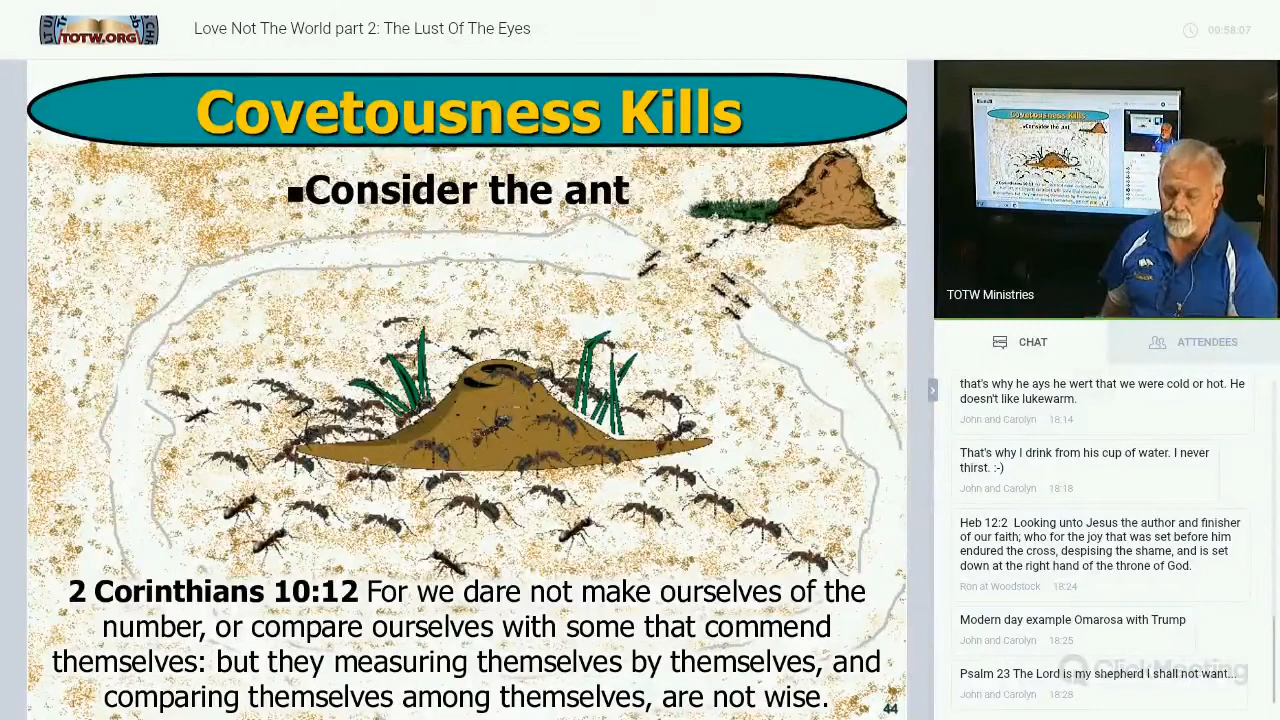 TOTW.ORG
Love Not The World part 2: The Lust Of The Eyes
00:58:07
Covetousness Kills
■Consider the ant
2 Corinthians 10:12 For we dare not make ourselves of the
number, or compare ourselves with some that commend
themselves: but they measuring themselves by themselves, and
comparing themselves among themselves, are not wise.
44
Covetousness Kills
Consider the ant
TOTW Ministries
CHAT
ATTENDEES
that's why he ays he wert that we were cold or hot. He
doesn't like lukewarm.
John and Carolyn 18:14
That's why I drink from his cup of water. I never
thirst. :-)
John and Carolyn 18:18
Heb 12:2 Looking unto Jesus the author and finisher
of our faith; who for the joy that was set before him
endured the cross, despising the shame, and is set
down at the right hand of the throne of God.
Ron at Woodstock 18:24
Modern day example Omarosa with Trump
John and Carolyn 18:25
Psalm 23 The Lord is my shepherd I shall not want...
John and Carolyn 18:28
ClickMeeting